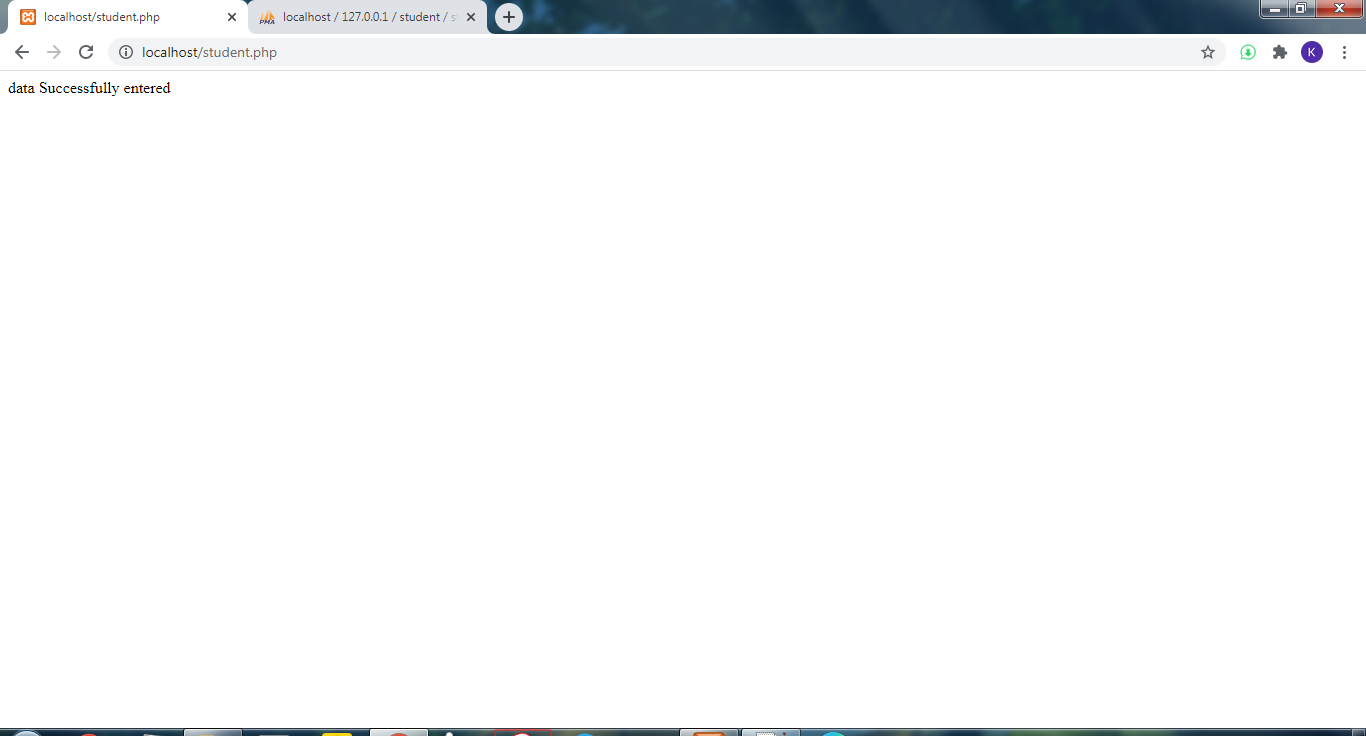 localhost/student.php
localhost / 127.0.0.1 / student / s
localhost/student.php
K
data Successfully entered